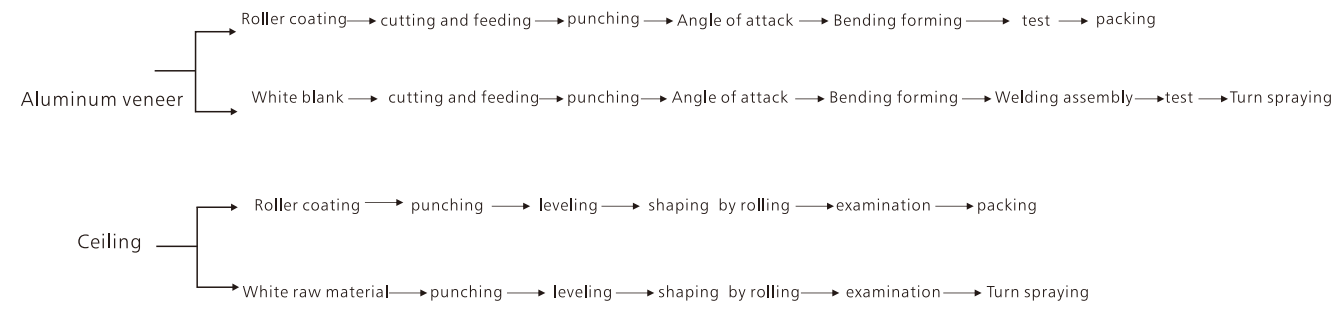 Roller coating cutting and feeding punching Angle of attack Bending forming test packing
Aluminum veneer
White blank cutting and feeding punching Angle of attack Bending forming Welding assembly test Turn spraying
Roller coating punching leveling shaping by rolling examination packing
Ceiling
White raw material punching leveling shaping by rolling examination Turn spraying